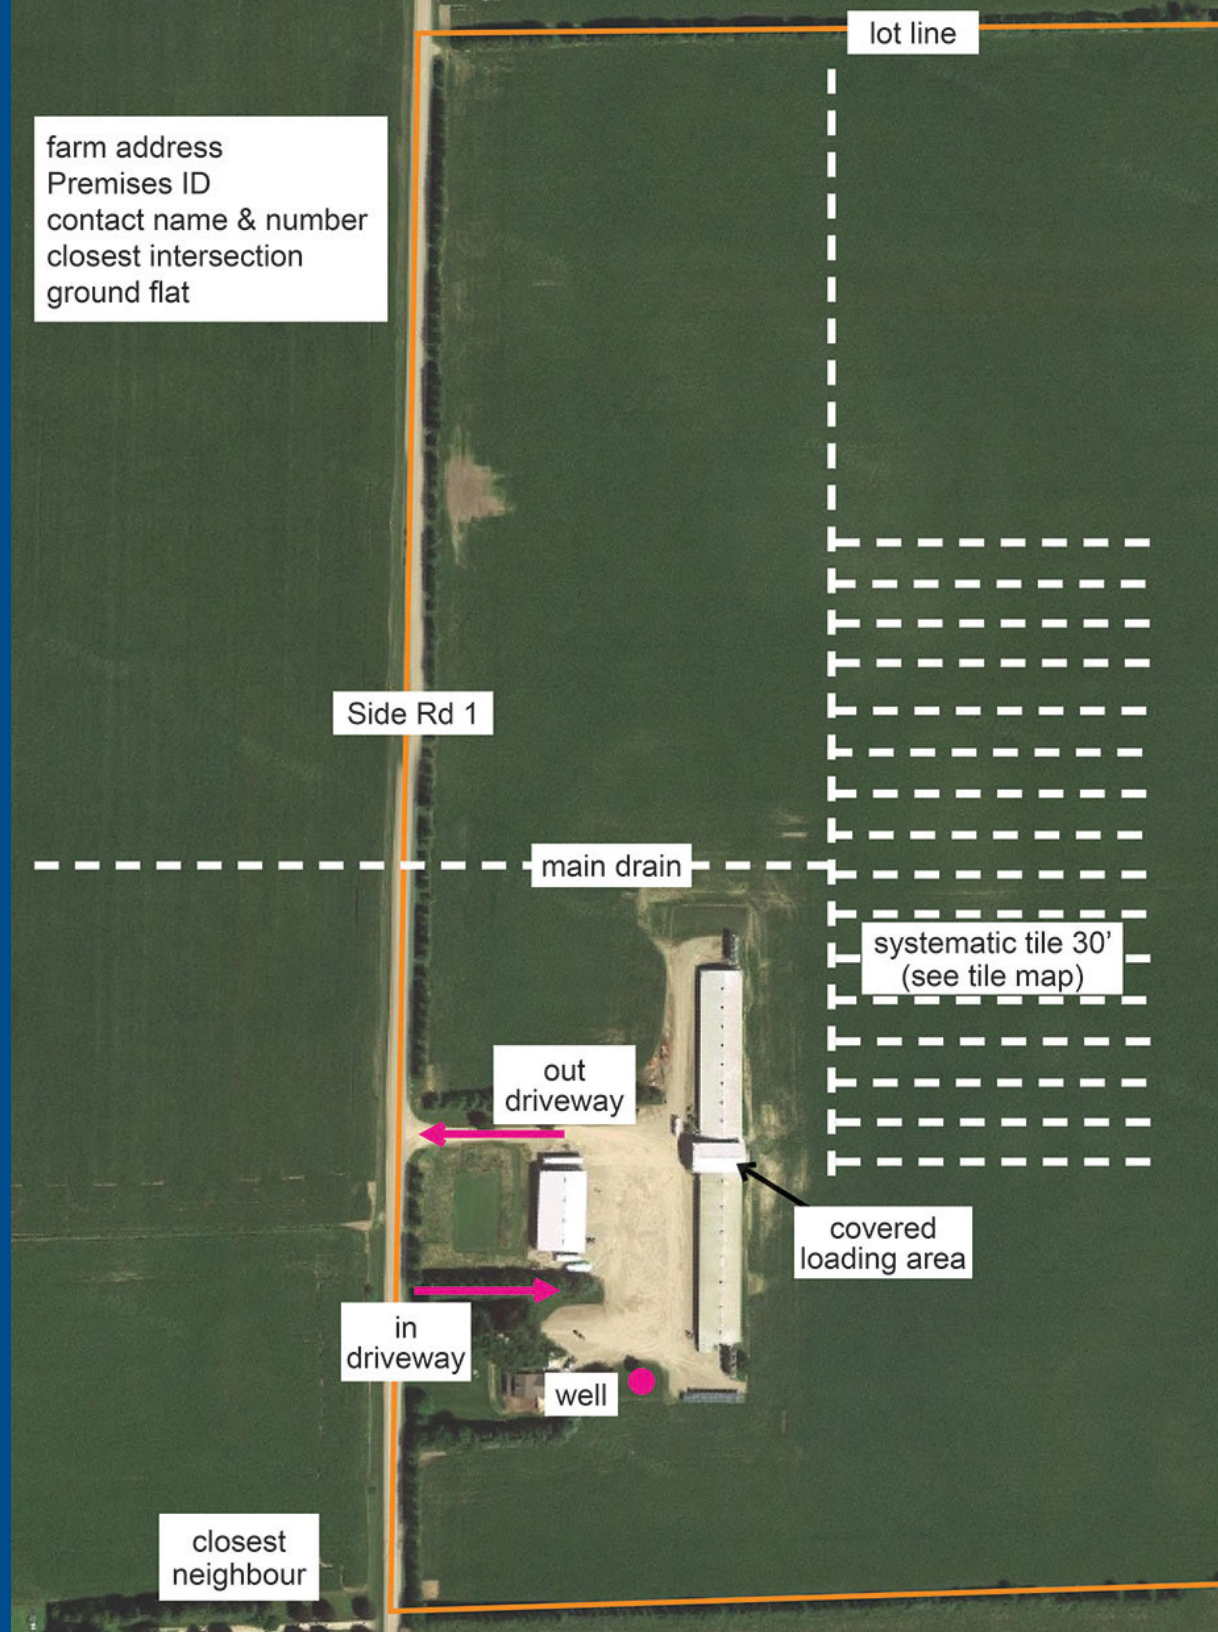 lot line
farm address
Premises ID
contact name & number
closest intersection
ground flat
Side Rd 1
main drain
systematic tile 30’
(see tile map)
out
driveway
covered
loading area
in
driveway
well
closest
neighbour